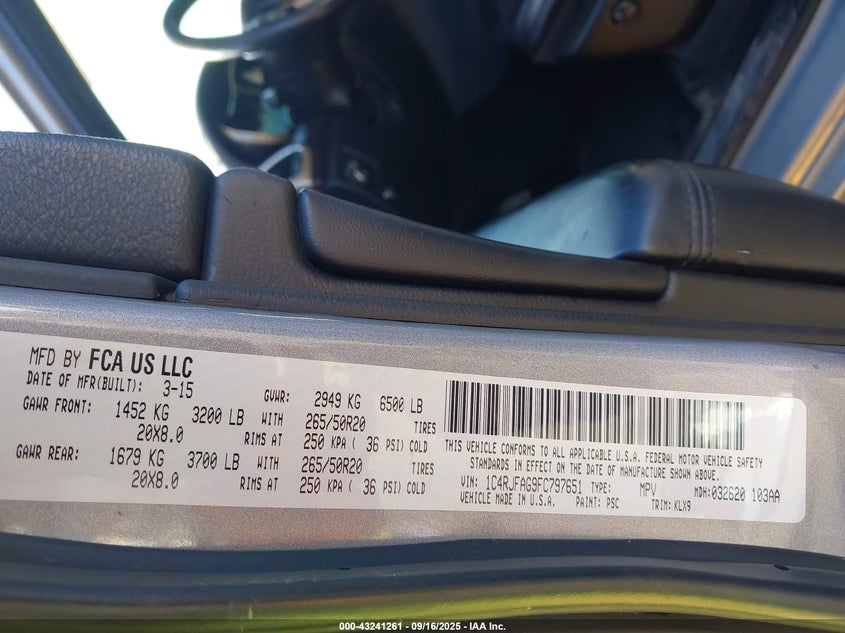 MFD BY FCA US LLC
DATE OF MFR(BUILT): 3-15 GVWR: 2949 KG 6500 LB
GAWR FRONT: 1452 KG 3200 LB WITH 265/50R20 TIRES
20X8.0 RIMS AT 250 KPA ( 36 PSI) COLD
GAWR REAR: 1679 KG 3700 LB WITH 265/50R20 TIRES
20X8.0 RIMS AT 250 KPA ( 36 PSI) COLD
THIS VEHICLE CONFORMS TO ALL APPLICABLE U.S.A. FEDERAL MOTOR VEHICLE SAFETY
STANDARDS IN EFFECT ON THE DATE OF MANUFACTURE SHOWN ABOVE.
VIN: 1C4RJFAG9FC797651 TYPE: MPV MDH:032620 103AA
VEHICLE MADE IN U.S.A. PAINT: PSC TRIM: KLX9
000-43241261 - 09/16/2025 - IAA Inc.